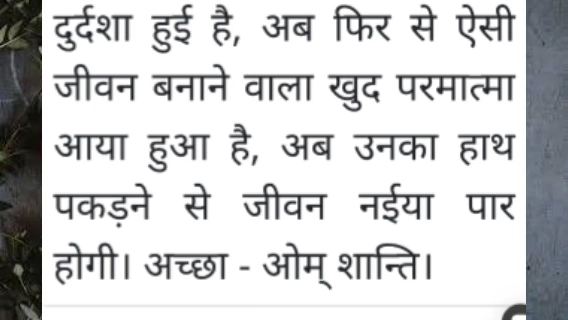 दुर्दशा हुई है, अब फिर से ऐसी
जीवन बनाने वाला खुद परमात्मा
आया हुआ है, अब उनका हाथ
पकड़ने से जीवन नईया पार
होगी। अच्छा - ओम् शान्ति।